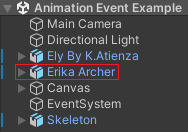 Animation Event Example
Main Camera
Directional Light
Ely By K.Atienza
Erika Archer
Canvas
EventSystem
Skeleton